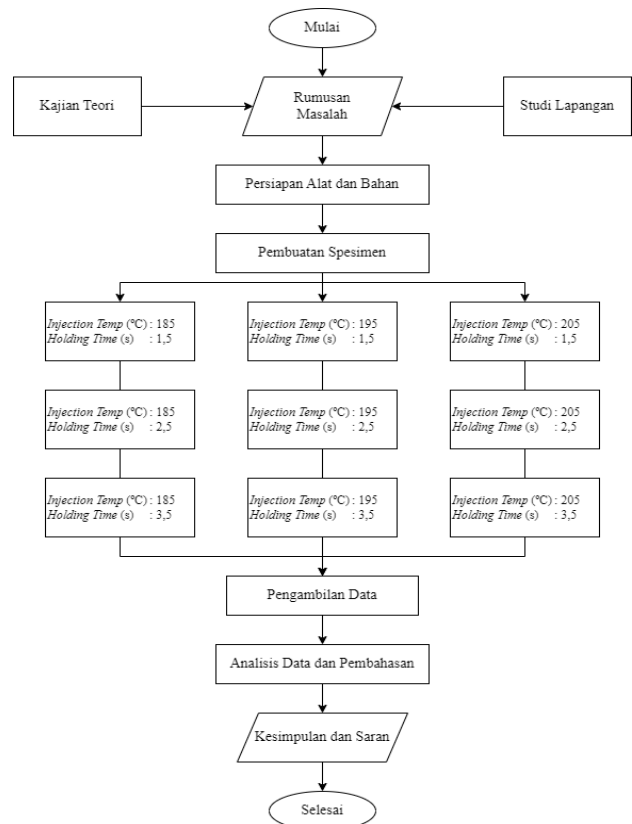 Mulai
Kajian Teori
Rumusan
Masalah
Studi Lapangan
Persiapan Alat dan Bahan
Pembuatan Spesimen
Injection Temp (°C) : 185
Holding Time (s) : 1,5
Injection Temp (°C) : 195
Holding Time (s) : 1,5
Injection Temp (°C) : 205
Holding Time (s) : 1,5
Injection Temp (°C) : 185
Holding Time (s) : 2,5
Injection Temp (°C) : 195
Holding Time (s) : 2,5
Injection Temp (°C) : 205
Holding Time (s) : 2,5
Injection Temp (°C) : 185
Holding Time (s) : 3,5
Injection Temp (°C) : 195
Holding Time (s) : 3,5
Injection Temp (°C) : 205
Holding Time (s) : 3,5
Pengambilan Data
Analisis Data dan Pembahasan
Kesimpulan dan Saran
Selesai